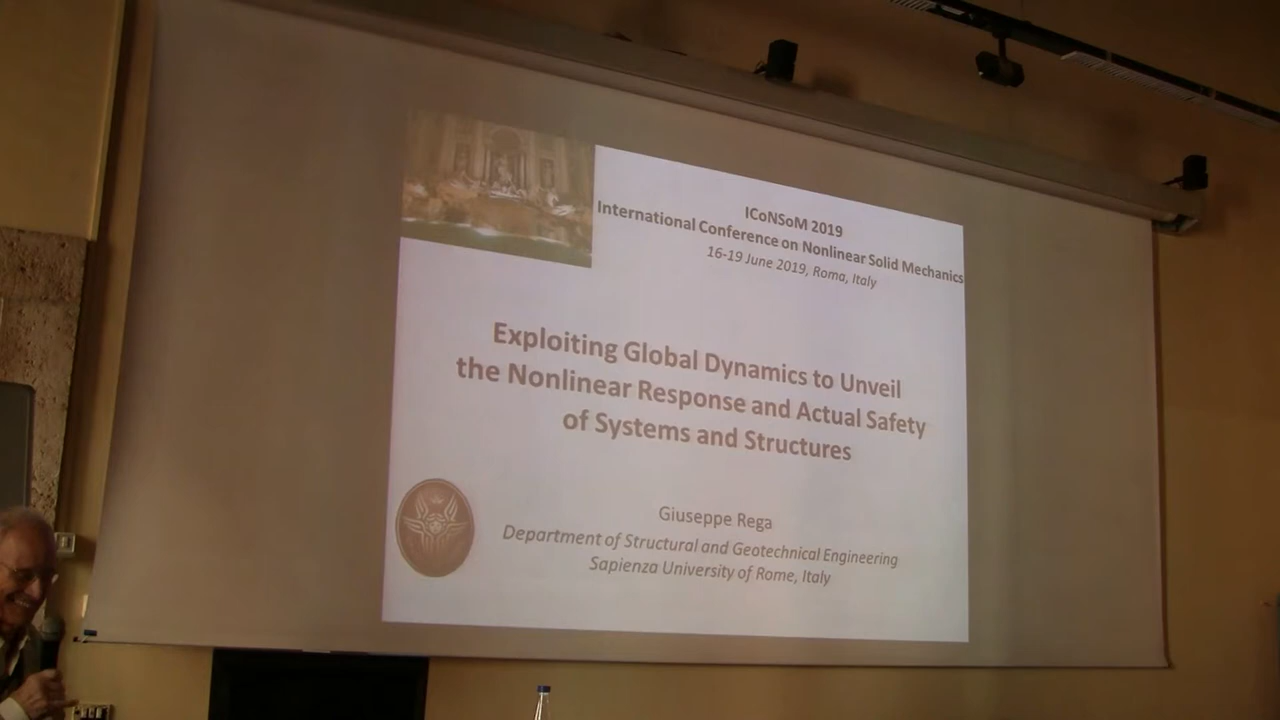 ICoNSoM 2019
International Conference on Nonlinear Solid Mechanics
16-19 June 2019, Roma, Italy
Exploiting Global Dynamics to Unveil
the Nonlinear Response and Actual Safety
of Systems and Structures
Giuseppe Rega
Department of Structural and Geotechnical Engineering
Sapienza University of Rome, Italy